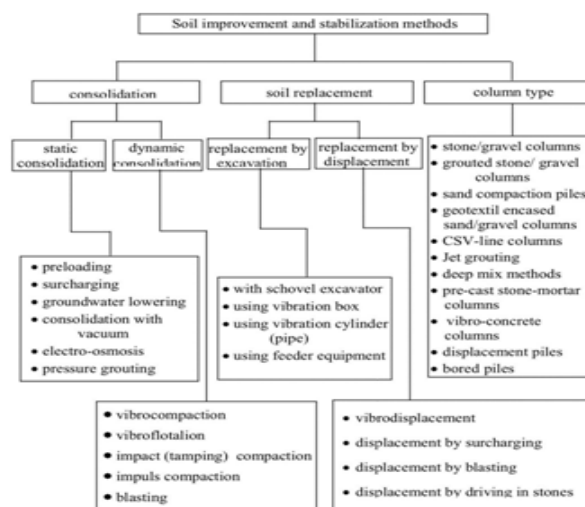 Soil improvement and stabilization methods
consolidation
soil replacement
column type
static
consolidation
dynamic
consolidation
replacement by
excavation
replacement by
displacement
• stone/gravel columns
• grouted stone/ gravel
columns
• sand compaction piles
• geotextil encased
sand/gravel columns
• CSV-line columns
• Jet grouting
• deep mix methods
• pre-cast stone-mortar
columns
• vibro-concrete
columns
• displacement piles
• bored piles
• preloading
• surcharging
• groundwater lowering
• consolidation with
vacuum
• electro-osmosis
• pressure grouting
• with schovel excavator
• using vibration box
• using vibration cylinder
(pipe)
• using feeder equipment
• vibrocompaction
• vibroflotalion
• impact (tamping) compaction
• impuls compaction
• blasting
• vibrodisplacement
• displacement by surcharging
• displacement by blasting
• displacement by driving in stones